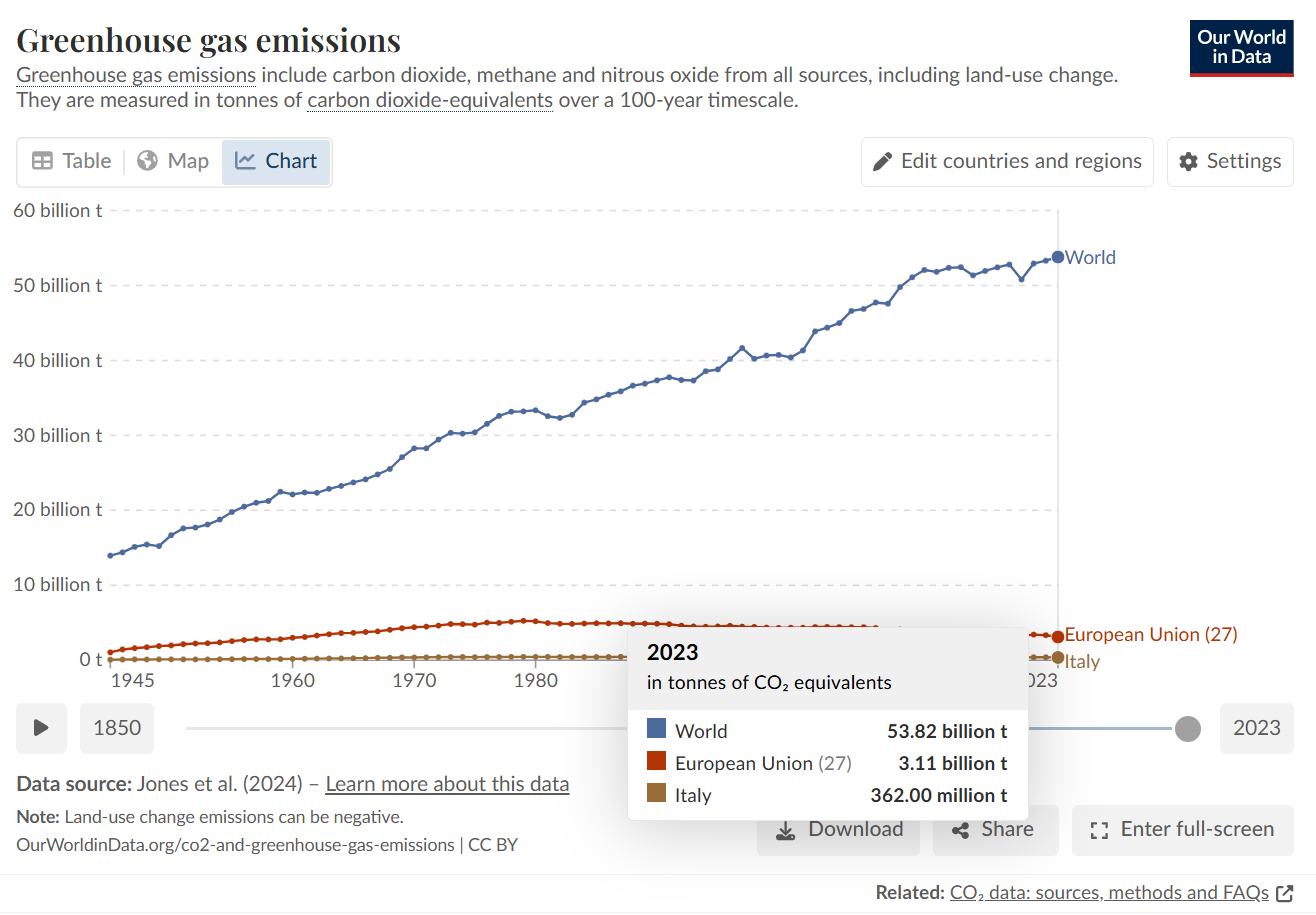 Greenhouse gas emissions
Our World
in Data
Greenhouse gas emissions include carbon dioxide, methane and nitrous oxide from all sources, including land-use change.
They are measured in tonnes of carbon dioxide-equivalents over a 100-year timescale.
Table Map Chart
Edit countries and regions Settings
60 billion t
World
50 billion t
40 billion t
30 billion t
20 billion t
10 billion t
European Union (27)
0 t
Italy
1945 1960 1970 1980 023
2023
in tonnes of CO₂ equivalents
World 53.82 billion t
European Union (27) 3.11 billion t
Italy 362.00 million t
1850 2023
Data source: Jones et al. (2024) – Learn more about this data
Note: Land-use change emissions can be negative.
OurWorldinData.org/co2-and-greenhouse-gas-emissions | CC BY
Download Share Enter full-screen
Related: CO₂ data: sources, methods and FAQs